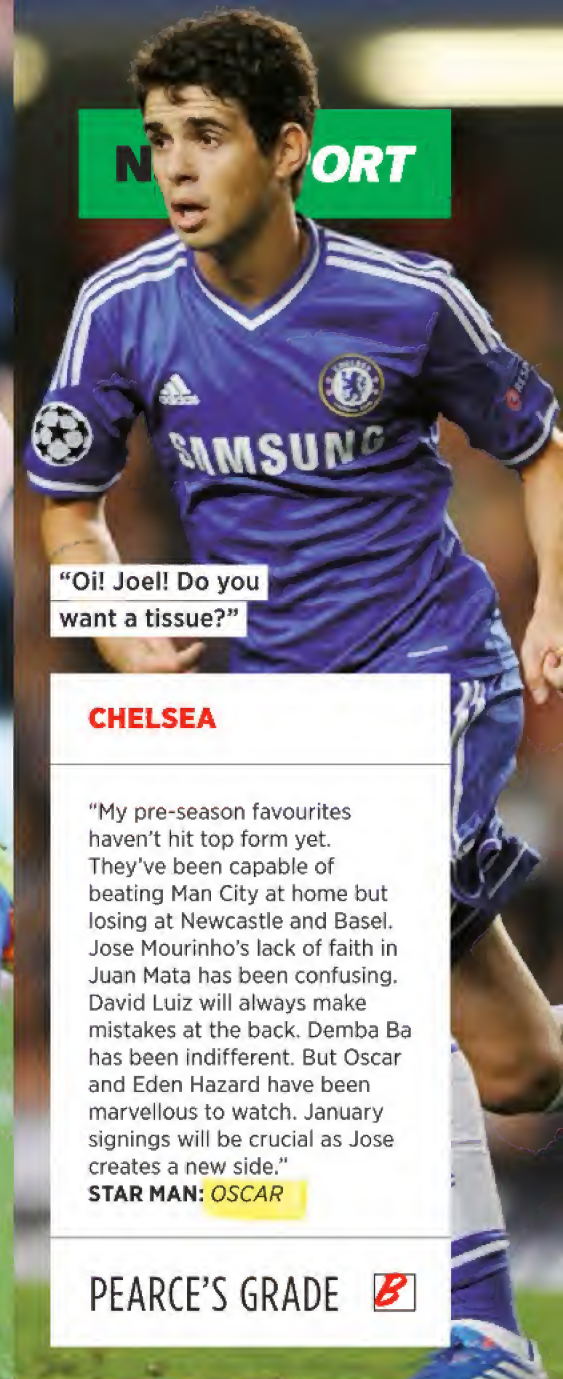 ORT
adidas
CHELSEA
SAMSUNG
"Oi! Joel! Do you
want a tissue?"
CHELSEA
"My pre-season favourites
haven't hit top form yet.
They've been capable of
beating Man City at home but
losing at Newcastle and Basel.
Jose Mourinho's lack of faith in
Juan Mata has been confusing.
David Luiz will always make
mistakes at the back. Demba Ba
has been indifferent. But Oscar
and Eden Hazard have been
marvellous to watch. January
signings will be crucial as Jose
creates a new side."
STAR MAN: OSCAR
PEARCE'S GRADE B